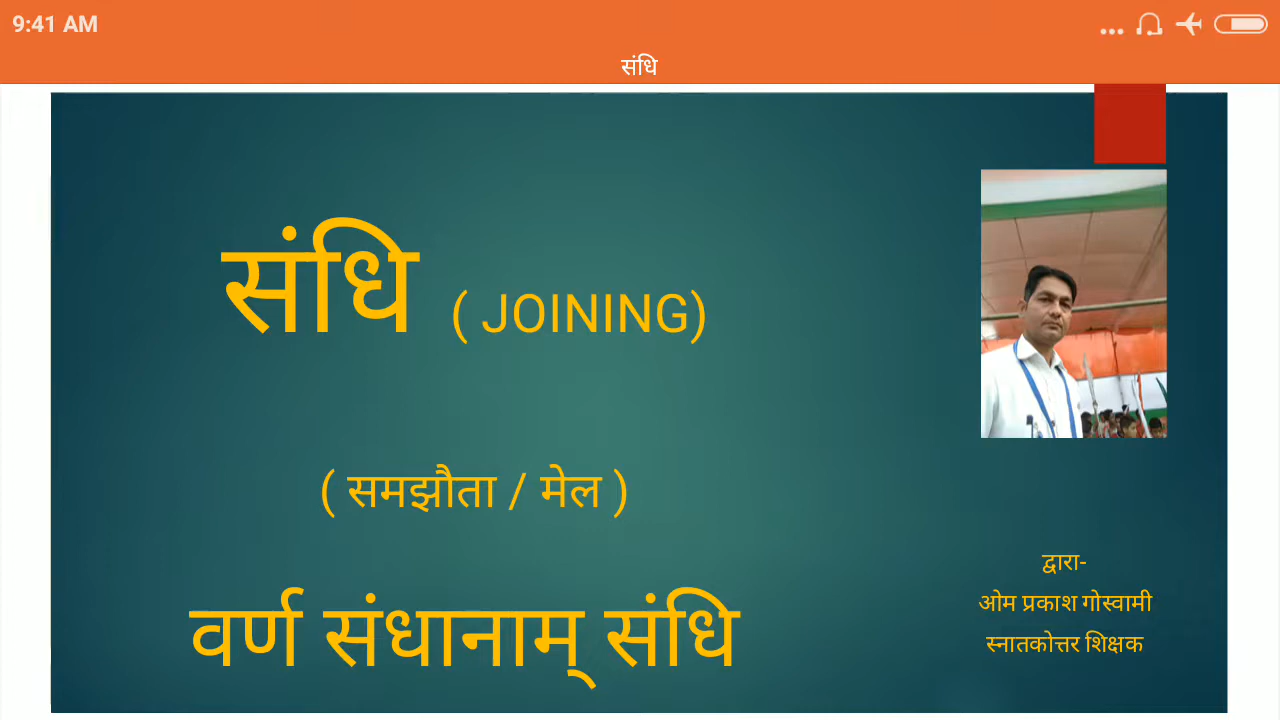 9:41 AM
संधि
संधि ( JOINING)
( समझौता / मेल )
वर्ण संधानाम् संधि
द्वारा-
ओम प्रकाश गोस्वामी
स्नातकोत्तर शिक्षक